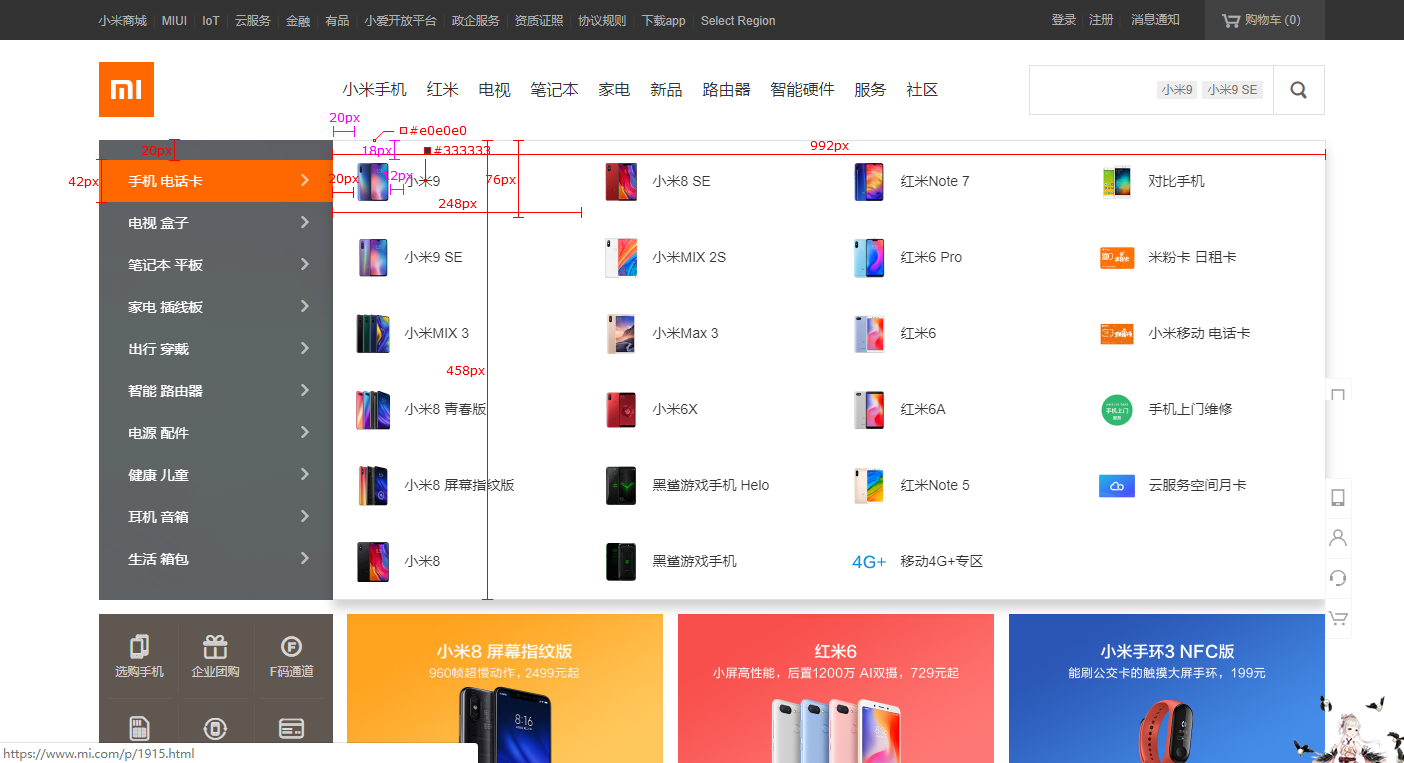 小米商城 MIUI IoT 云服务 金融 有品 小爱开放平台 政企服务 资质证照 协议规则 下载app Select Region 登录 注册 消息通知 购物车 (0)
mi 小米手机 红米 电视 笔记本 家电 新品 路由器 智能硬件 服务 社区 小米9 小米9 SE
20px
#e0e0e0
20px 18px #333333 992px
42px 手机 电话卡 20px 12px 小米9 76px 小米8 SE 红米Note 7 对比手机
248px
电视 盒子
笔记本 平板 小米9 SE 小米MIX 2S 红米6 Pro 米粉卡 日租卡
家电 插线板
小米MIX 3 小米Max 3 红米6 小米移动 电话卡
出行 穿戴
458px
智能 路由器
小米8 青春版 小米6X 红米6A 手机上门 手机上门维修
电源 配件
健康 儿童
小米8 屏幕指纹版 黑鲨游戏手机 Helo 红米Note 5 云服务空间月卡
耳机 音箱
生活 箱包 小米8 黑鲨游戏手机 4G+ 移动4G+专区
小米8 屏幕指纹版 红米6 小米手环3 NFC版
选购手机 企业团购 F码通道 960帧超慢动作，2499元起 小屏高性能，后置1200万 AI双摄，729元起 能刷公交卡的触摸大屏手环，199元
8:16
https://www.mi.com/p/1915.html